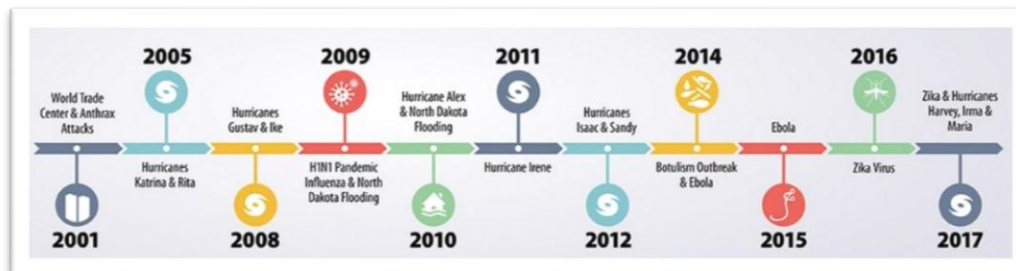 2001
World Trade
Center & Anthrax
Attacks
2005
Hurricanes
Katrina & Rita
2008
Hurricanes
Gustav & Ike
2009
H1N1 Pandemic
Influenza & North
Dakota Flooding
2010
Hurricane Alex
& North Dakota
Flooding
2011
Hurricane Irene
2012
Hurricanes
Isaac & Sandy
2014
Botulism Outbreak
& Ebola
2015
Ebola
2016
Zika Virus
2017
Zika & Hurricanes
Harvey, Irma &
Maria